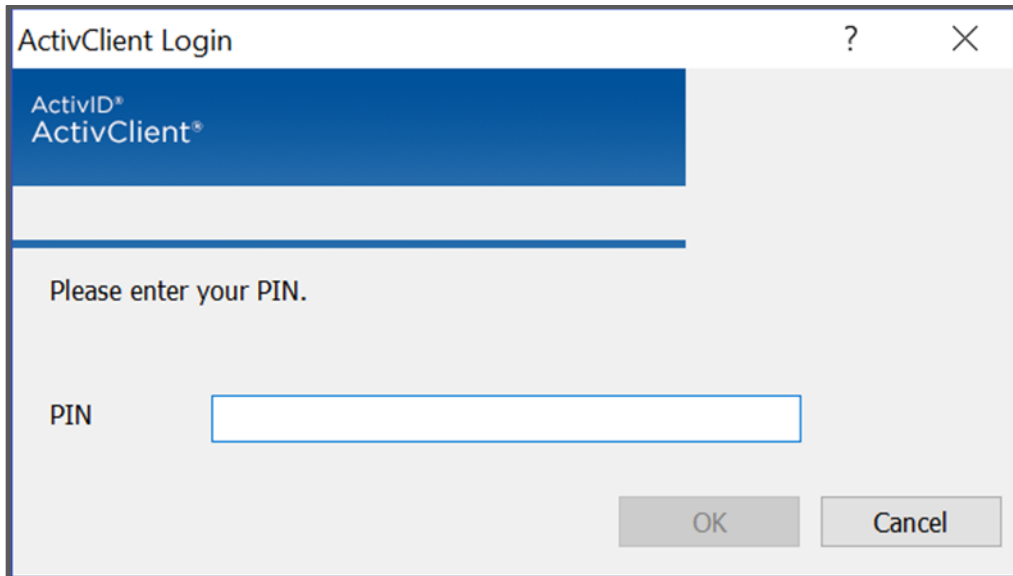 ActivClient Login ?
ActivID®
ActivClient®
Please enter your PIN.
PIN
OK Cancel